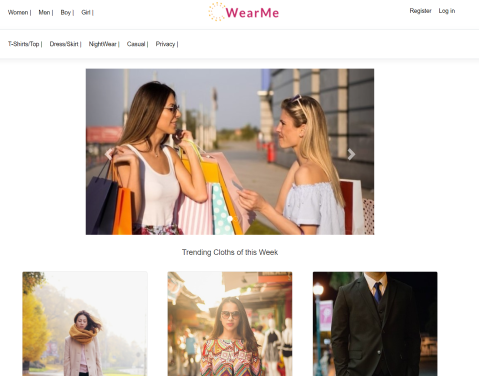 Women | Men | Boy | Girl |
WearMe
Register Log in
T-Shirts/Top | Dress/Skirt | NightWear | Casual | Privacy |
Trending Cloths of this Week